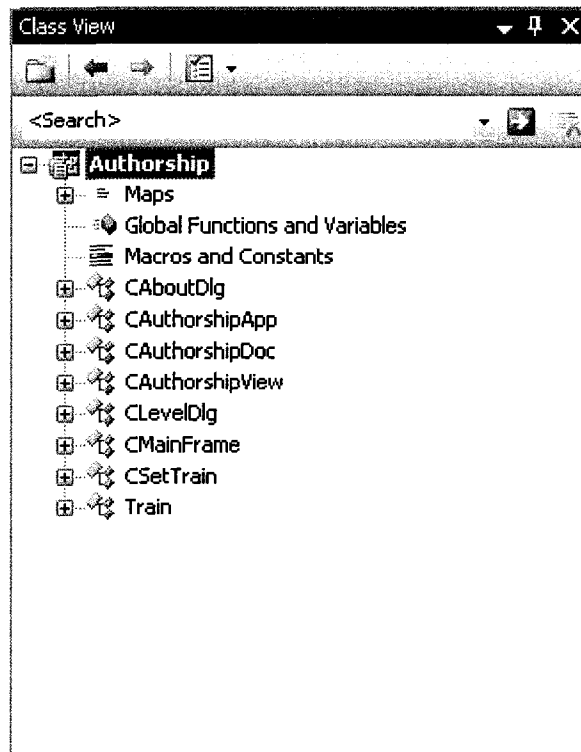 Class View
<Search>
Authorship
Maps
Global Functions and Variables
Macros and Constants
CAboutDlg
CAuthorshipApp
CAuthorshipDoc
CAuthorshipView
CLevelDlg
CMainFrame
CSetTrain
Train